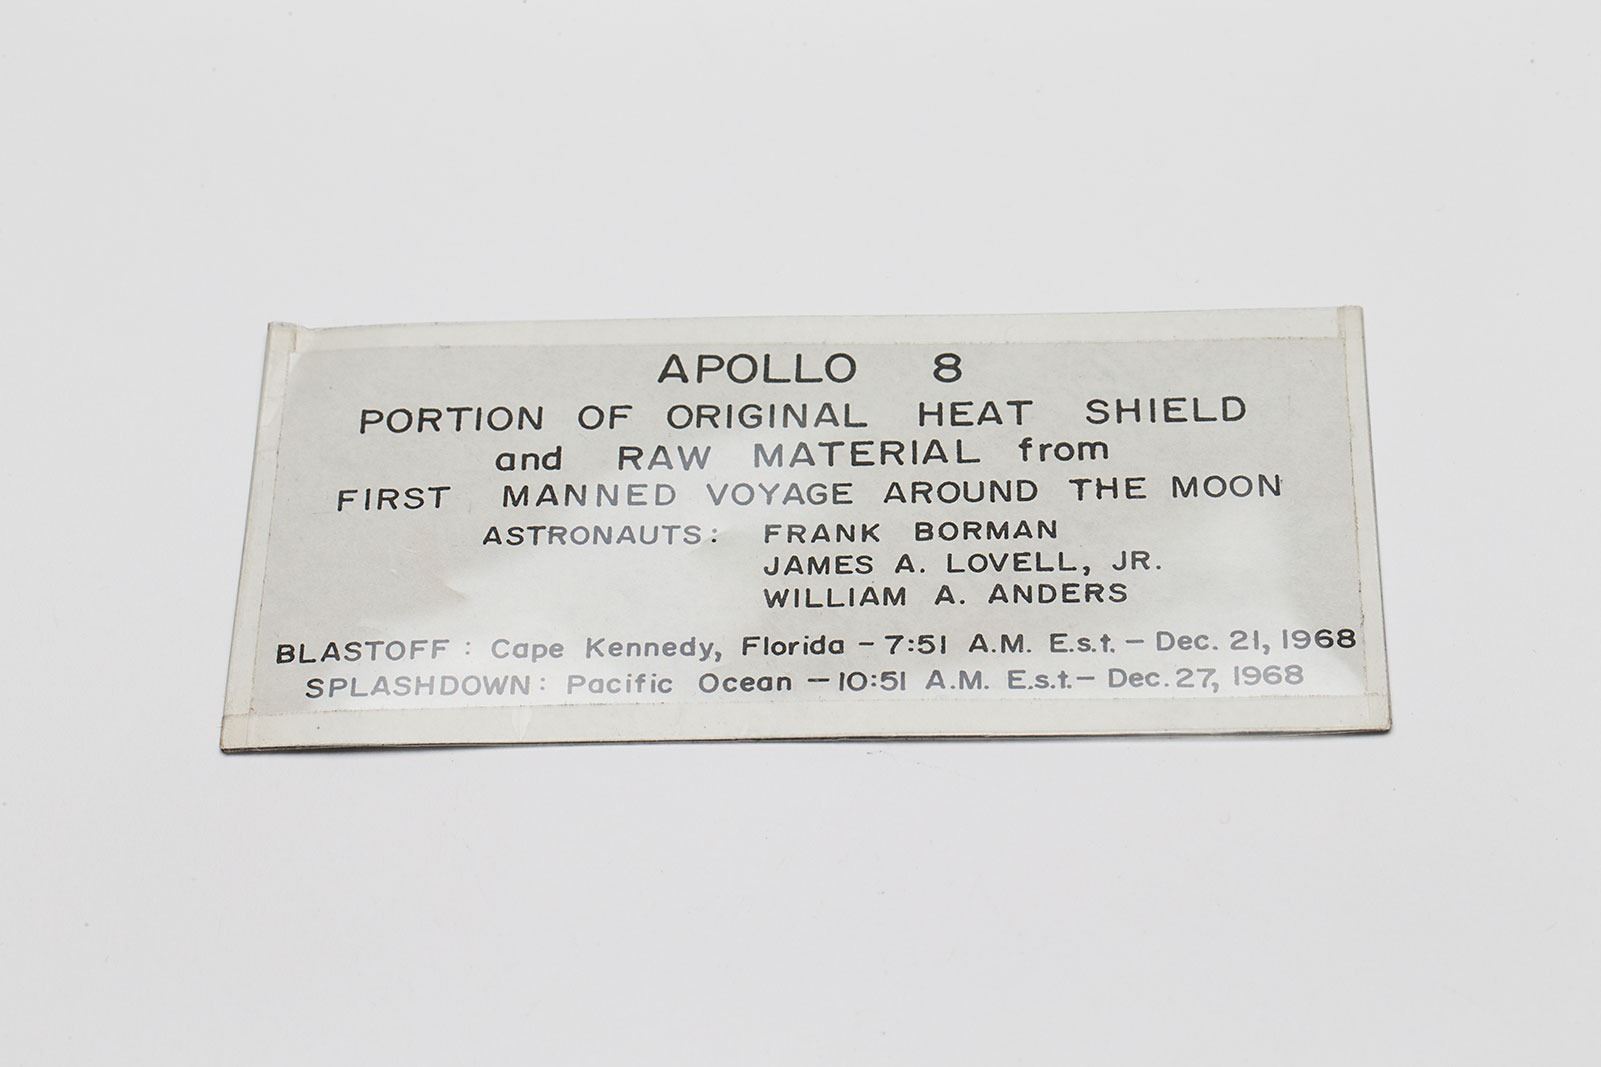 APOLLO 8
PORTION OF ORIGINAL HEAT SHIELD
and RAW MATERIAL from
FIRST MANNED VOYAGE AROUND THE MOON
ASTRONAUTS: FRANK BORMAN
JAMES A. LOVELL, JR.
WILLIAM A. ANDERS
BLASTOFF: Cape Kennedy, Florida – 7:51 A.M. E.s.t. – Dec. 21, 1968
SPLASHDOWN: Pacific Ocean – 10:51 A.M. E.s.t. – Dec. 27, 1968